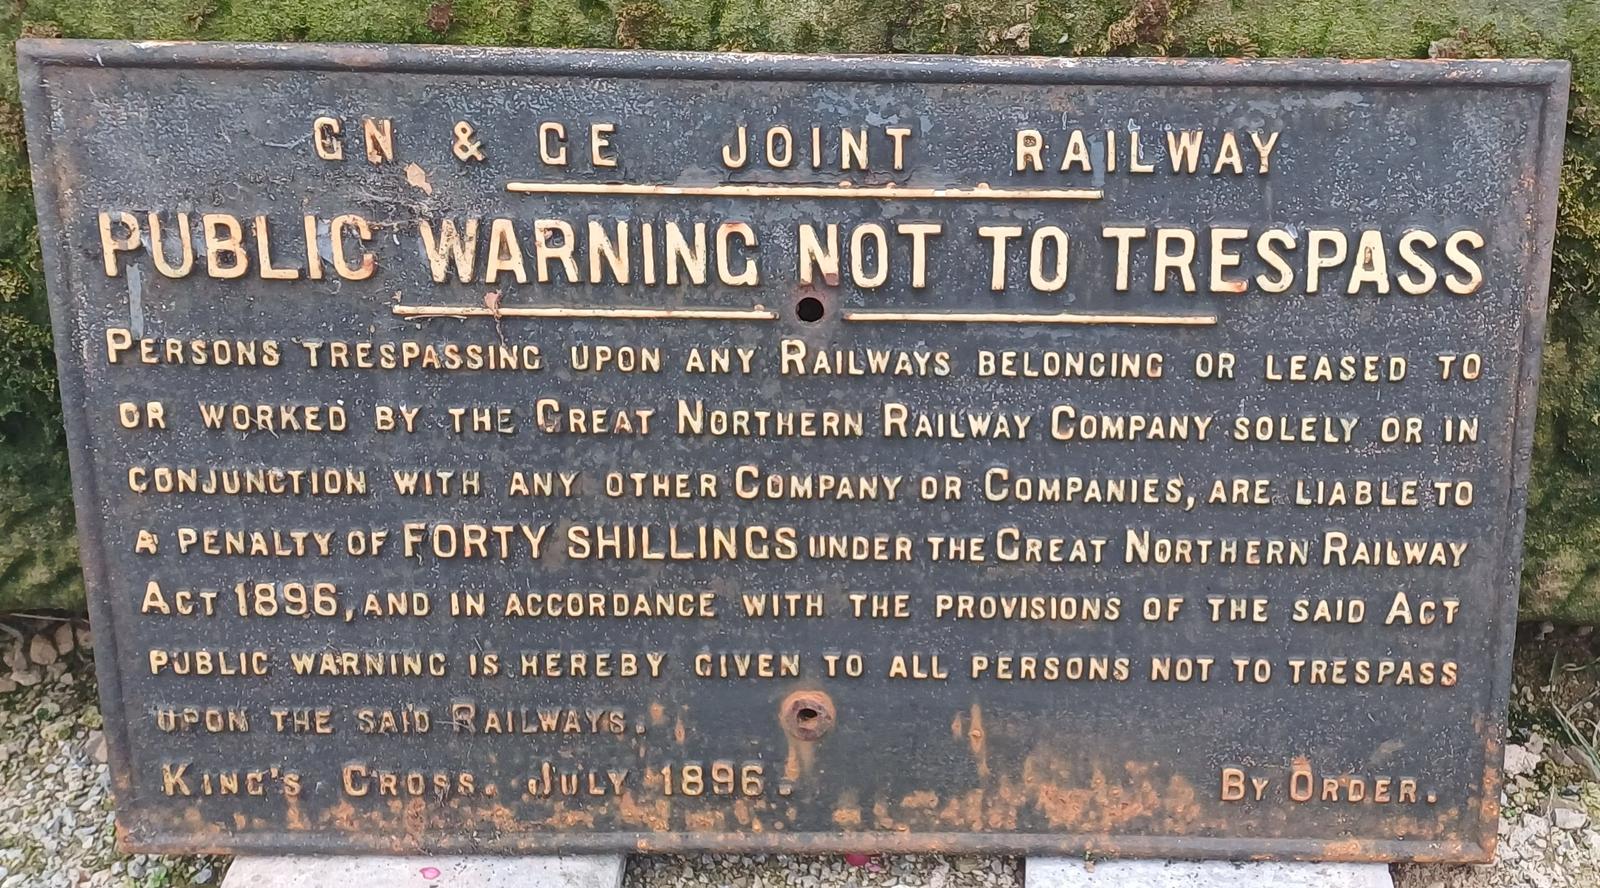 GN & GE JOINT RAILWAY
PUBLIC WARNING NOT TO TRESPASS
PERSONS TRESPASSING UPON ANY RAILWAYS BELONGING OR LEASED TO
OR WORKED BY THE GREAT NORTHERN RAILWAY COMPANY SOLELY OR IN
CONJUNCTION WITH ANY OTHER COMPANY OR COMPANIES, ARE LIABLE TO
A PENALTY OF FORTY SHILLINGS UNDER THE GREAT NORTHERN RAILWAY
ACT 1896, AND IN ACCORDANCE WITH THE PROVISIONS OF THE SAID ACT
PUBLIC WARNING IS HEREBY GIVEN TO ALL PERSONS NOT TO TRESPASS
UPON THE SAID RAILWAYS.
KING'S CROSS. JULY 1896. BY ORDER.